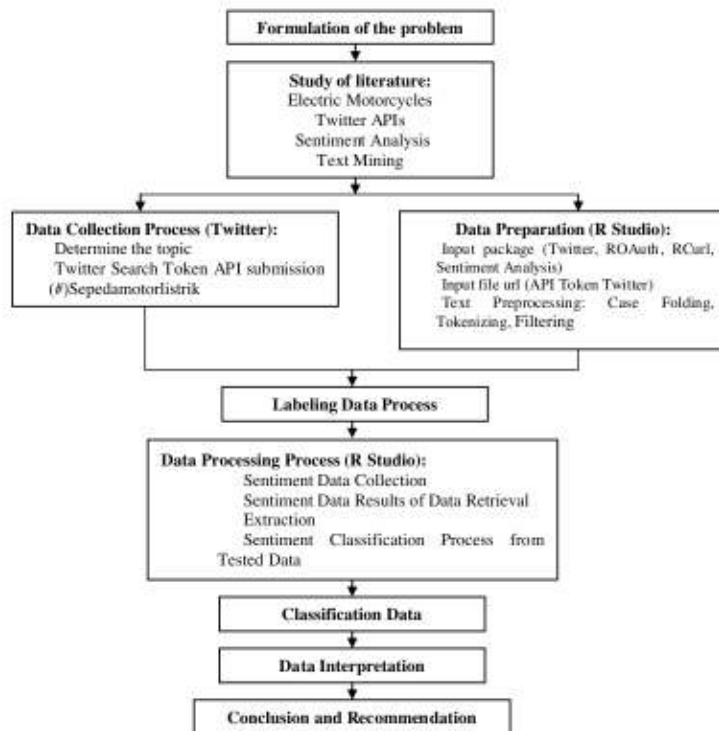 Formulation of the problem
Study of literature:
Electric Motorcycles
Twitter APIs
Sentiment Analysis
Text Mining
Data Collection Process (Twitter):
Determine the topic
Twitter Search Token API submission
(#)Sepedamotorlistrik
Data Preparation (R Studio):
Input package (Twitter, ROAuth, RCurl,
Sentiment Analysis)
Input file url (API Token Twitter)
Text Preprocessing: Case Folding,
Tokenizing, Filtering
Labeling Data Process
Data Processing Process (R Studio):
Sentiment Data Collection
Sentiment Data Results of Data Retrieval
Extraction
Sentiment Classification Process from
Tested Data
Classification Data
Data Interpretation
Conclusion and Recommendation